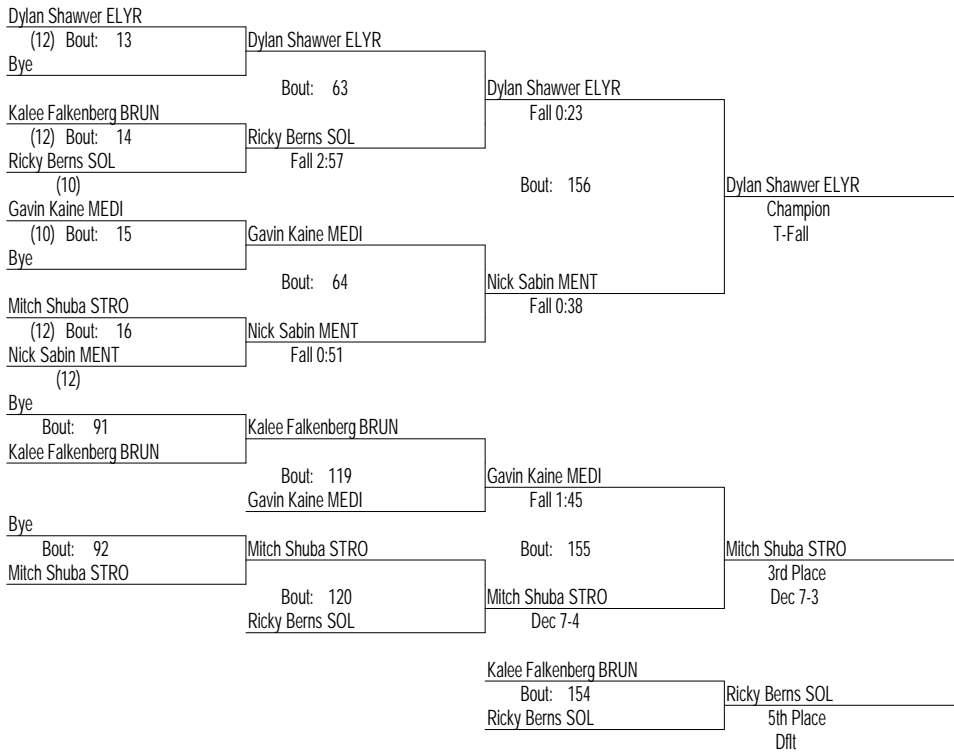 Dylan Shawver ELYR
(12) Bout: 13
Bye
Dylan Shawver ELYR
Bout: 63
Kalee Falkenberg BRUN
(12) Bout: 14
Ricky Berns SOL
(10)
Ricky Berns SOL
Fall 2:57
Dylan Shawver ELYR
Fall 0:23
Bout: 156
Gavin Kaine MEDI
(10) Bout: 15
Bye
Gavin Kaine MEDI
Bout: 64
Mitch Shuba STRO
(12) Bout: 16
Nick Sabin MENT
(12)
Nick Sabin MENT
Fall 0:51
Nick Sabin MENT
Fall 0:38
Dylan Shawver ELYR
Champion
T-Fall
Bye
Bout: 91
Kalee Falkenberg BRUN
Kalee Falkenberg BRUN
Bout: 119
Gavin Kaine MEDI
Gavin Kaine MEDI
Fall 1:45
Bout: 155
Bye
Bout: 92
Mitch Shuba STRO
Mitch Shuba STRO
Bout: 120
Ricky Berns SOL
Mitch Shuba STRO
Dec 7-4
Mitch Shuba STRO
3rd Place
Dec 7-3
Kalee Falkenberg BRUN
Bout: 154
Ricky Berns SOL
Ricky Berns SOL
5th Place
Dflt